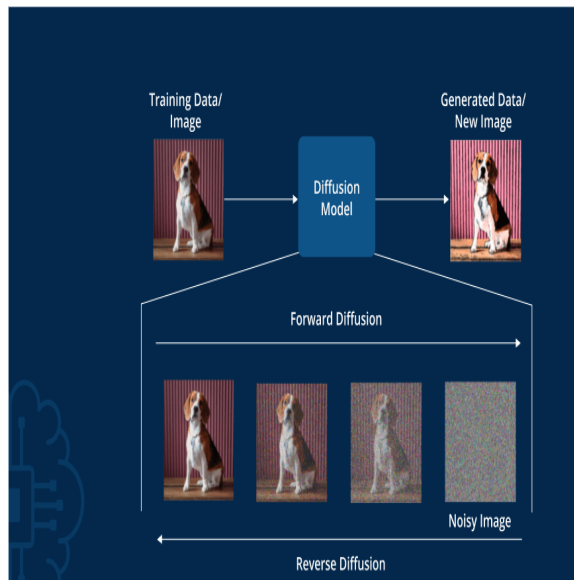 Training Data/
Image
Generated Data/
New Image
Diffusion
Model
Forward Diffusion
Noisy Image
Reverse Diffusion